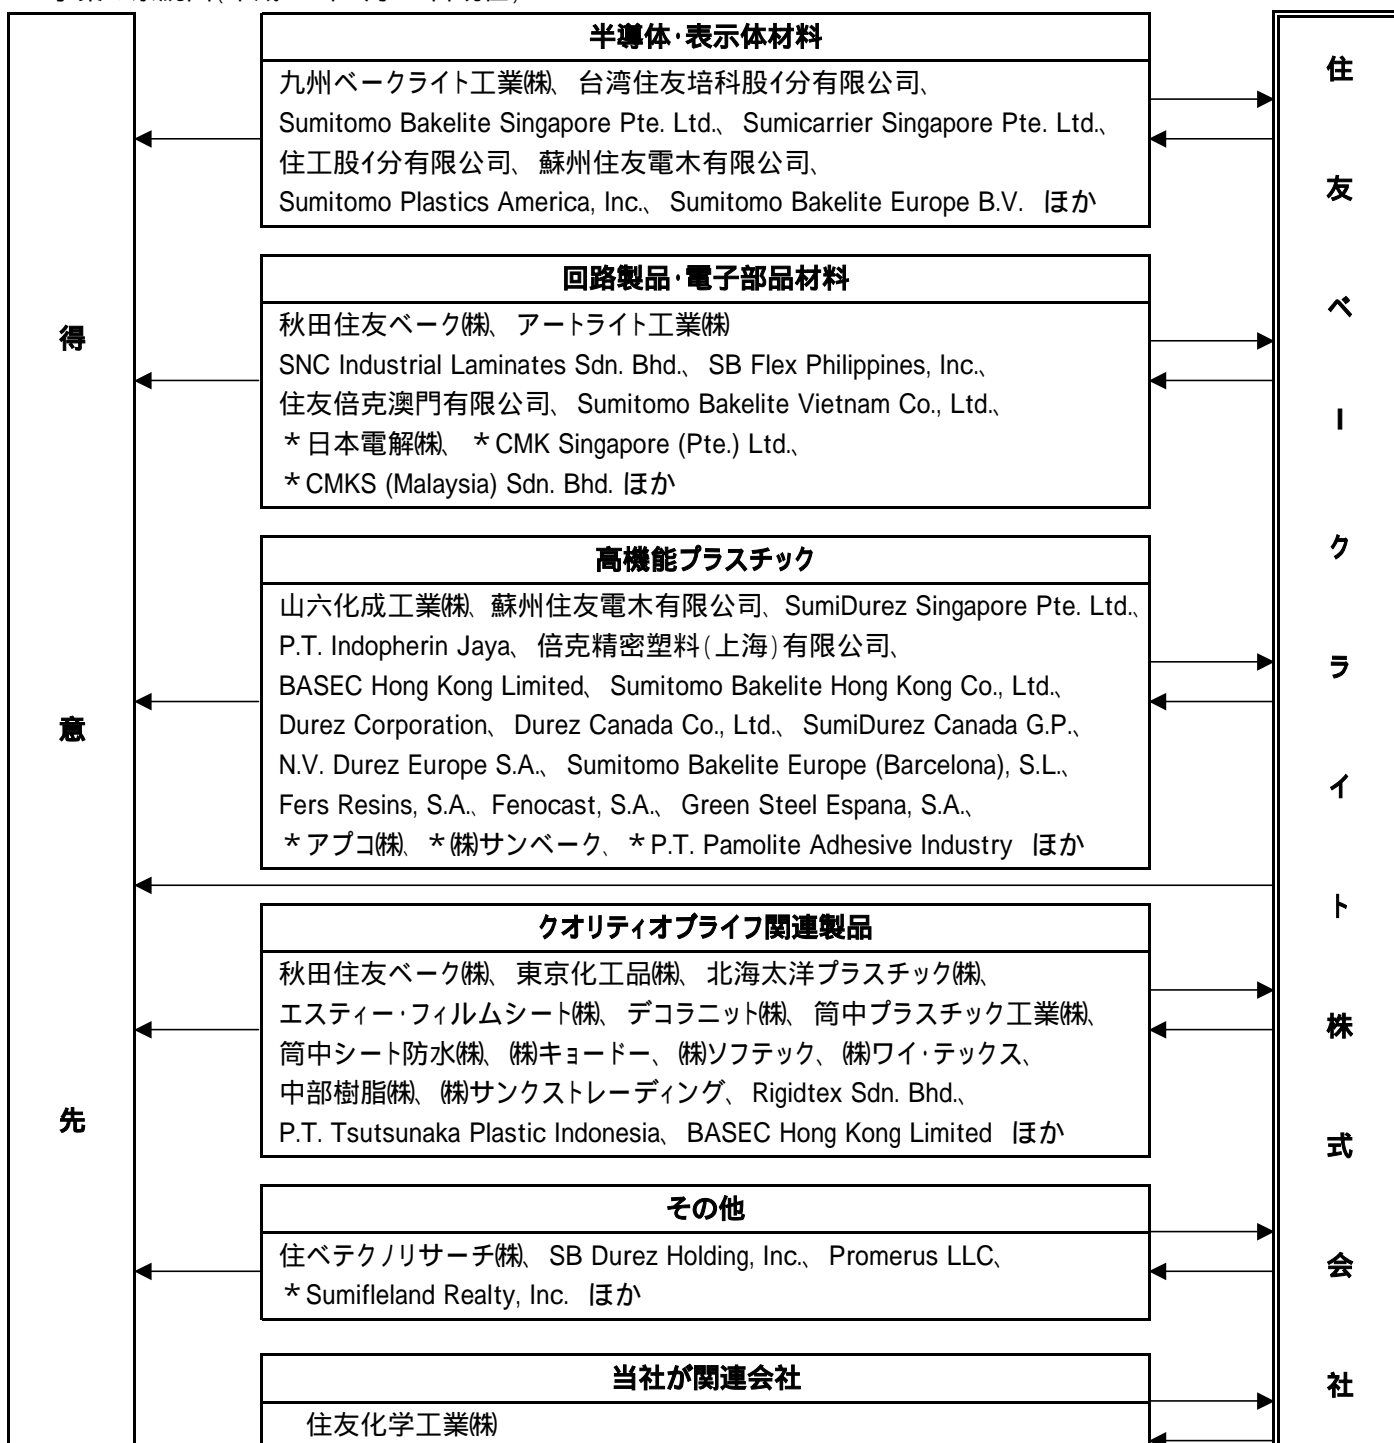 半導体・表示体材料
九州ベークライト工業㈱、台湾住友培科股イ分有限公司、
Sumitomo Bakelite Singapore Pte. Ltd.、Sumicarrier Singapore Pte. Ltd.、
住工股イ分有限公司、蘇州住友電木有限公司、
Sumitomo Plastics America, Inc.、Sumitomo Bakelite Europe B.V. ほか
回路製品・電子部品材料
秋田住友ベーク㈱、アートライト工業㈱
SNC Industrial Laminates Sdn. Bhd.、SB Flex Philippines, Inc.、
住友倍克澳門有限公司、Sumitomo Bakelite Vietnam Co., Ltd.、
＊日本電解㈱、＊CMK Singapore (Pte.) Ltd.、
＊CMKS (Malaysia) Sdn. Bhd. ほか
高機能プラスチック
山六化成工業㈱、蘇州住友電木有限公司、SumiDurez Singapore Pte. Ltd.、
P.T. Indopherin Jaya、倍克精密塑料(上海)有限公司、
BASEC Hong Kong Limited、Sumitomo Bakelite Hong Kong Co., Ltd.、
Durez Corporation、Durez Canada Co., Ltd.、SumiDurez Canada G.P.、
N.V. Durez Europe S.A.、Sumitomo Bakelite Europe (Barcelona), S.L.、
Fers Resins, S.A.、Fenocast, S.A.、Green Steel Espana, S.A.、
＊アプコ㈱、＊㈱サンベーク、＊P.T. Pamolite Adhesive Industry ほか
クオリティオブライフ関連製品
秋田住友ベーク㈱、東京化工品㈱、北海太洋プラスチック㈱、
エスティー・フィルムシート㈱、デコラニット㈱、筒中プラスチック工業㈱、
筒中シート防水㈱、㈱キョードー、㈱ソフテック、㈱ワイ・テックス、
中部樹脂㈱、㈱サンクストレーディング、Rigidtex Sdn. Bhd.、
P.T. Tsutsunaka Plastic Indonesia、BASEC Hong Kong Limited ほか
その他
住ベテクノリサーチ㈱、SB Durez Holding, Inc.、Promerus LLC、
＊Sumifleland Realty, Inc. ほか
当社が関連会社
住友化学工業㈱
得意先
住友ベークライト株式会社